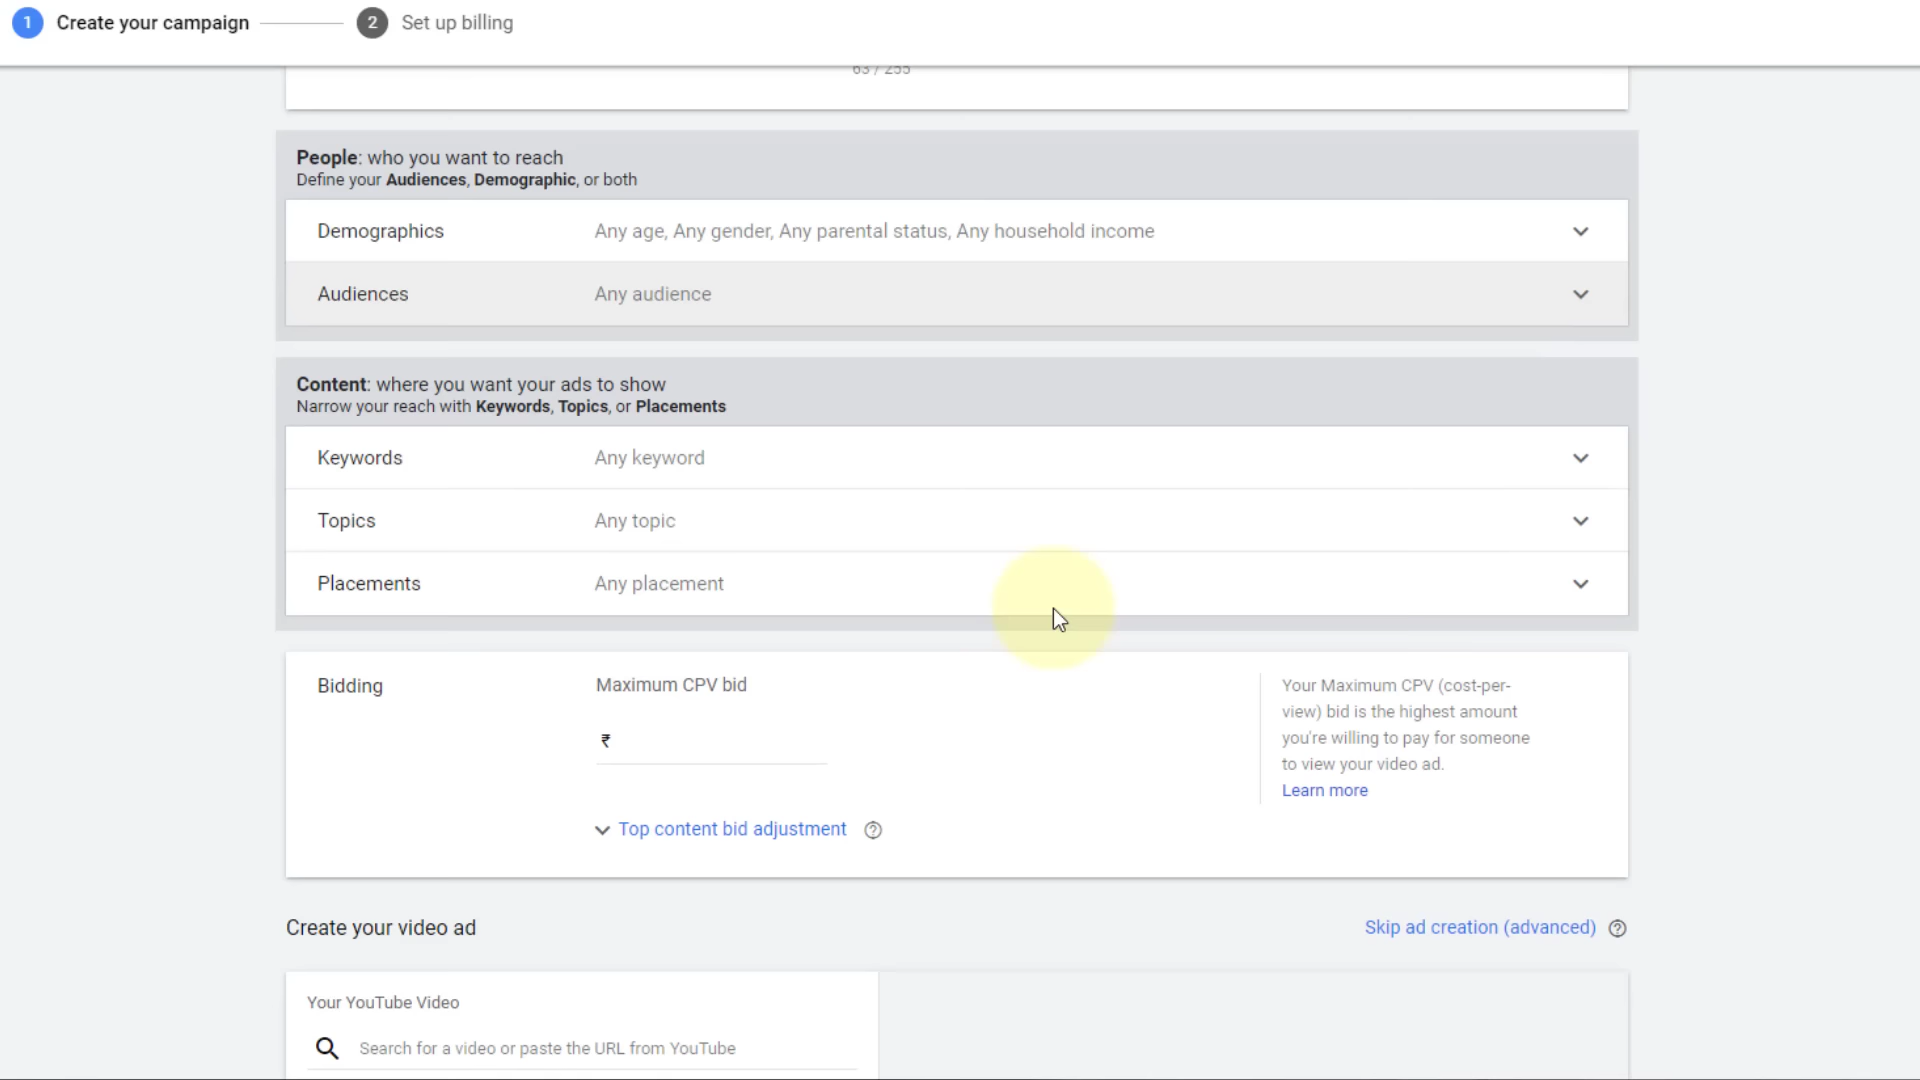 1 Create your campaign 2 Set up billing
63 / 255
People: who you want to reach
Define your Audiences, Demographic, or both
Demographics Any age, Any gender, Any parental status, Any household income
Audiences Any audience
Content: where you want your ads to show
Narrow your reach with Keywords, Topics, or Placements
Keywords Any keyword
Topics Any topic
Placements Any placement
Bidding Maximum CPV bid
₹
Top content bid adjustment
Your Maximum CPV (cost-per-
view) bid is the highest amount
you're willing to pay for someone
to view your video ad.
Learn more
Create your video ad Skip ad creation (advanced)
Your YouTube Video
Search for a video or paste the URL from YouTube